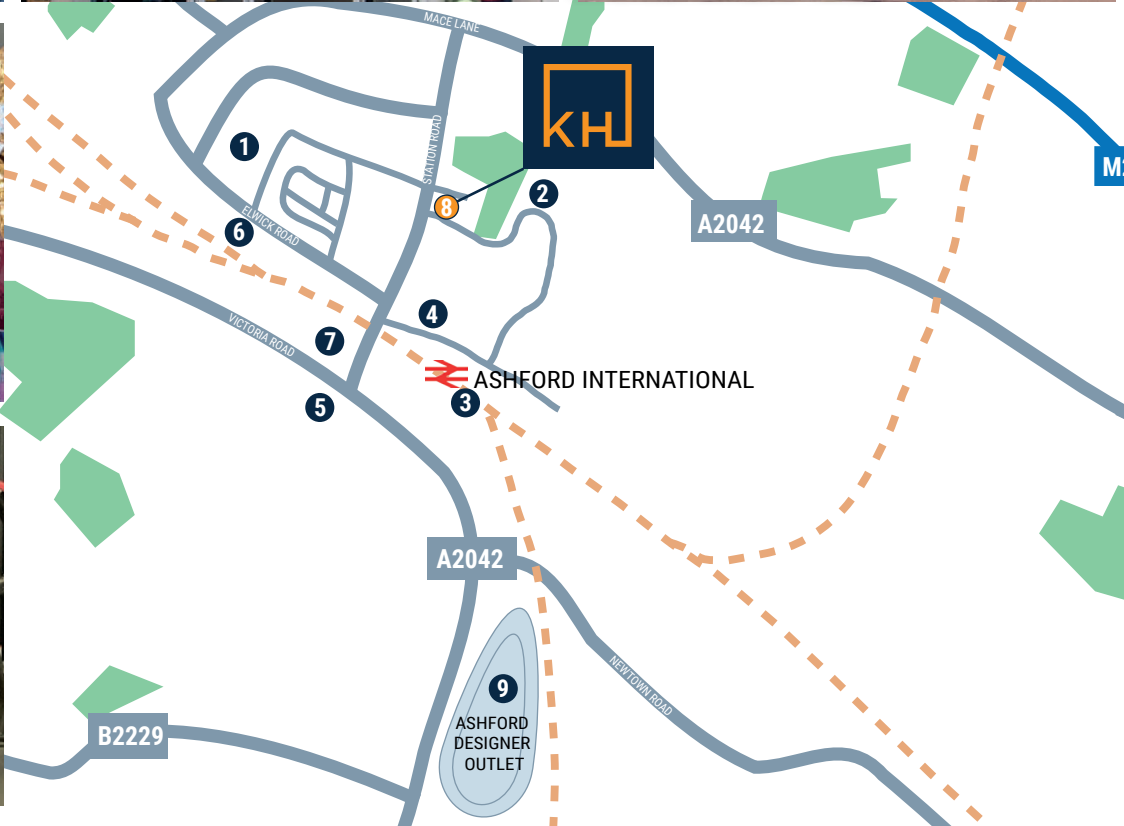 MACE LANE
KH
STATION ROAD
M2
1
2
8
A2042
6
ELWICK ROAD
4
VICTORIA ROAD
7
ASHFORD INTERNATIONAL
3
5
A2042
NEWTOWN ROAD
9
ASHFORD
DESIGNER
OUTLET
B2229